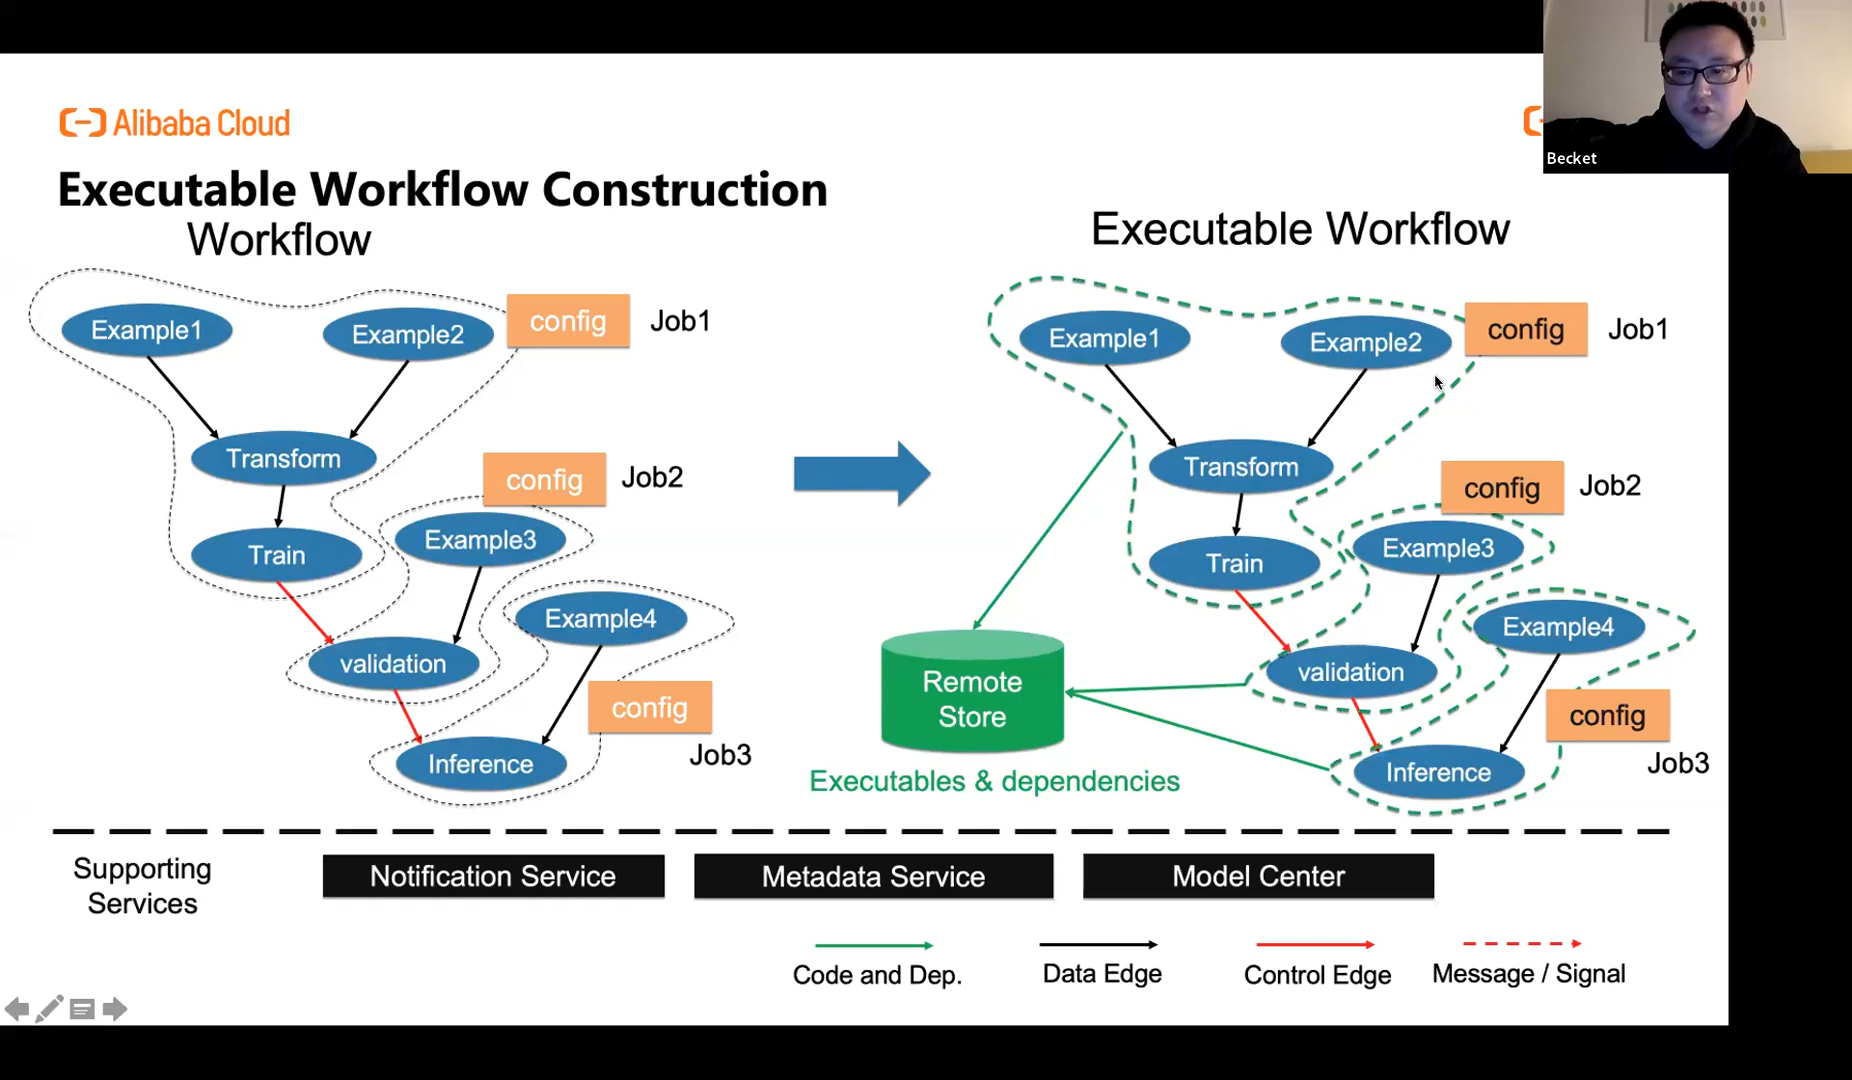 Alibaba Cloud
Becket
Executable Workflow Construction
Workflow
Example1
Example2
config
Job1
Transform
config
Job2
Train
Example3
Example4
validation
config
Job3
Inference
Executable Workflow
Example1
Example2
config
Job1
Transform
config
Job2
Train
Example3
Example4
validation
config
Job3
Inference
Remote
Store
Executables & dependencies
Supporting
Services
Notification Service
Metadata Service
Model Center
Code and Dep.
Data Edge
Control Edge
Message / Signal